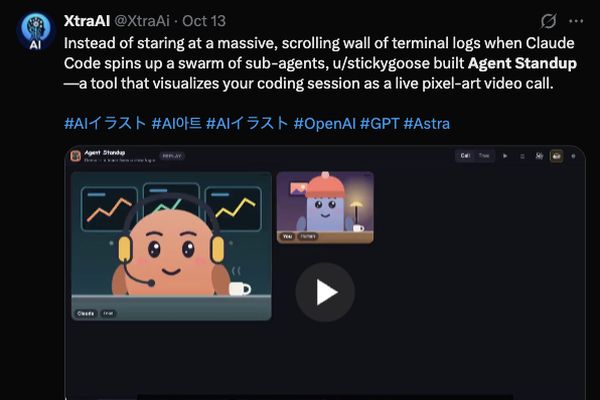 XtraAI @XtraAi · Oct 13
Instead of staring at a massive, scrolling wall of terminal logs when Claude
Code spins up a swarm of sub-agents, u/stickygoose built Agent Standup
—a tool that visualizes your coding session as a live pixel-art video call.
#AIイラスト #AI아트 #AIイラスト #OpenAI #GPT #Astra
AI
Agent Standup
REPLAY
Call Tree
You Human
Claude